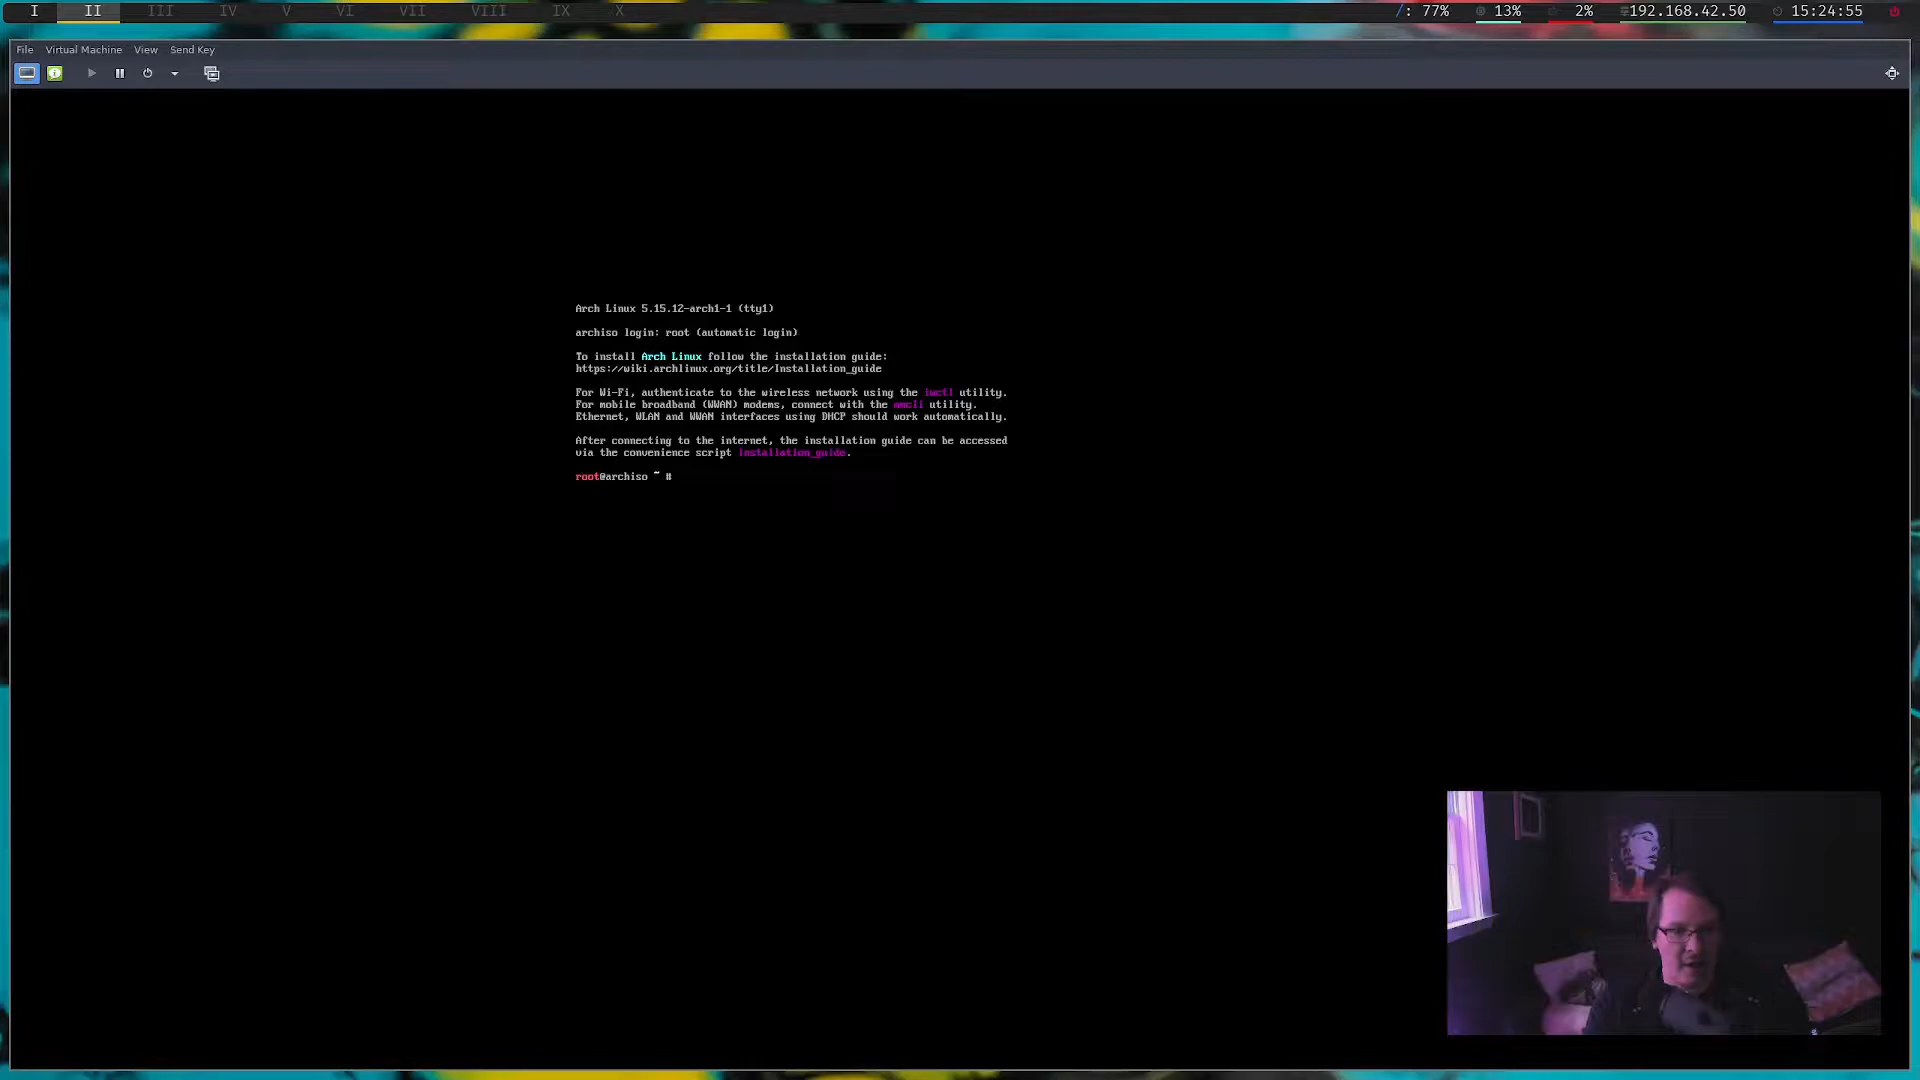 I II III IV V VI VII VIII IX X /: 77% 13% 2% 192.168.42.50 15:24:55
File Virtual Machine View Send Key
Arch Linux 5.15.12-arch1-1 (tty1)
archiso login: root (automatic login)
To install Arch Linux follow the installation guide:
https://wiki.archlinux.org/title/Installation_guide
For Wi-Fi, authenticate to the wireless network using the iwctl utility.
For mobile broadband (WWAN) modems, connect with the mmcli utility.
Ethernet, WLAN and WWAN interfaces using DHCP should work automatically.
After connecting to the internet, the installation guide can be accessed
via the convenience script Installation_guide.
root@archiso ~ #